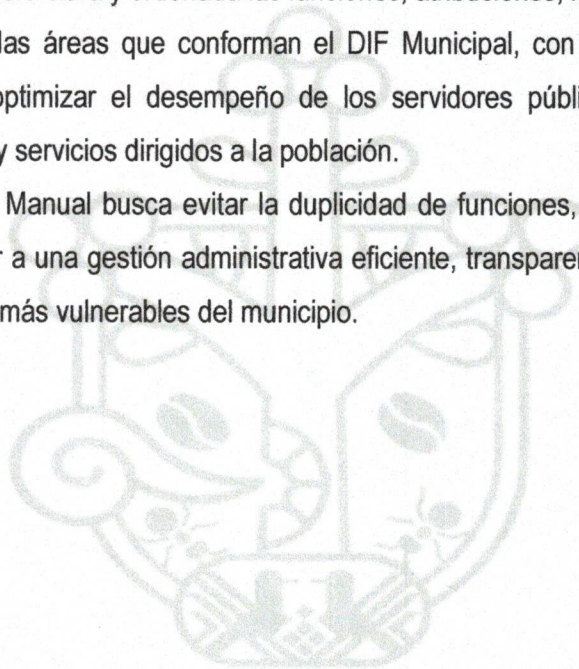 y ordenada las funciones,
las áreas que conforman el DIF Municipal, con
optimizar el desempeño de los servidores públi
y servicios dirigidos a la población.
Manual busca evitar la duplicidad de funciones,
r a una gestión administrativa eficiente, transparen
más vulnerables del municipio.